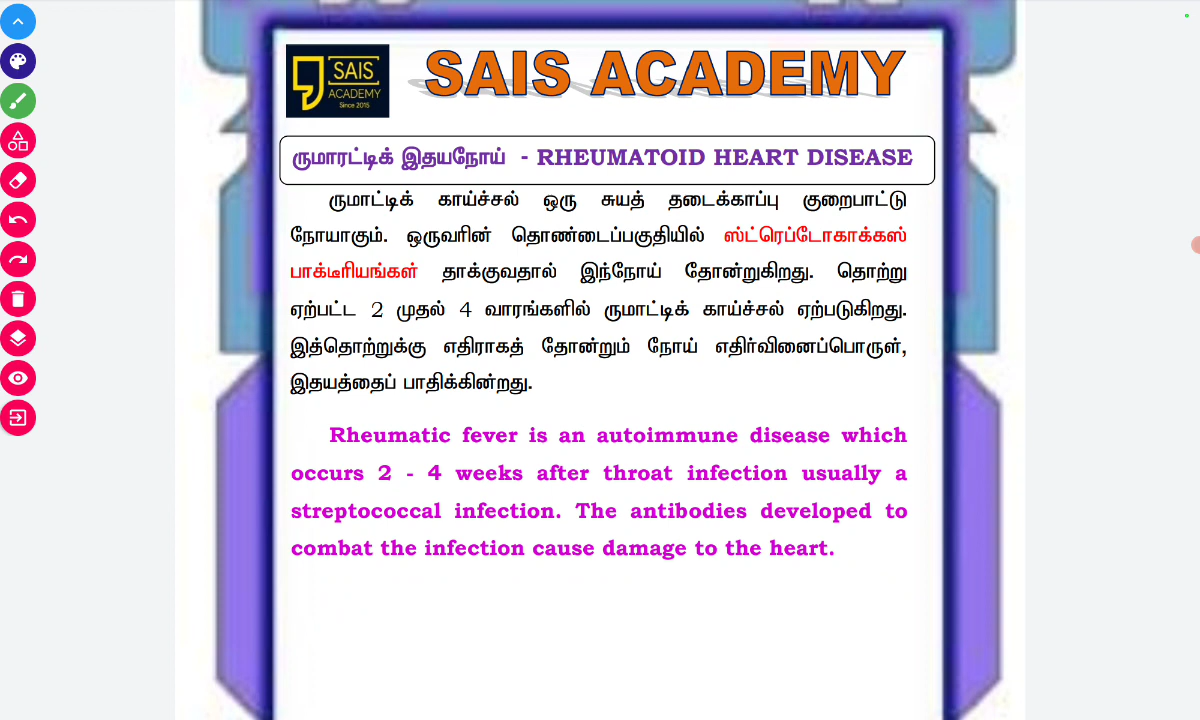 SAIS
ACADEMY
Since 2015
SAIS ACADEMY
ருமாரட்டிக் இதயநோய் - RHEUMATOID HEART DISEASE
ருமாட்டிக் காய்ச்சல் ஒரு சுயத் தடைக்காப்பு குறைபாட்டு
நோயாகும். ஒருவரின் தொண்டைப்பகுதியில் ஸ்ட்ரெப்டோகாக்கஸ்
பாக்டீரியங்கள் தாக்குவதால் இந்நோய் தோன்றுகிறது. தொற்று
ஏற்பட்ட 2 முதல் 4 வாரங்களில் ருமாட்டிக் காய்ச்சல் ஏற்படுகிறது.
இத்தொற்றுக்கு எதிராகத் தோன்றும் நோய் எதிர்வினைப்பொருள்,
இதயத்தைப் பாதிக்கின்றது.
Rheumatic fever is an autoimmune disease which
occurs 2 - 4 weeks after throat infection usually a
streptococcal infection. The antibodies developed to
combat the infection cause damage to the heart.